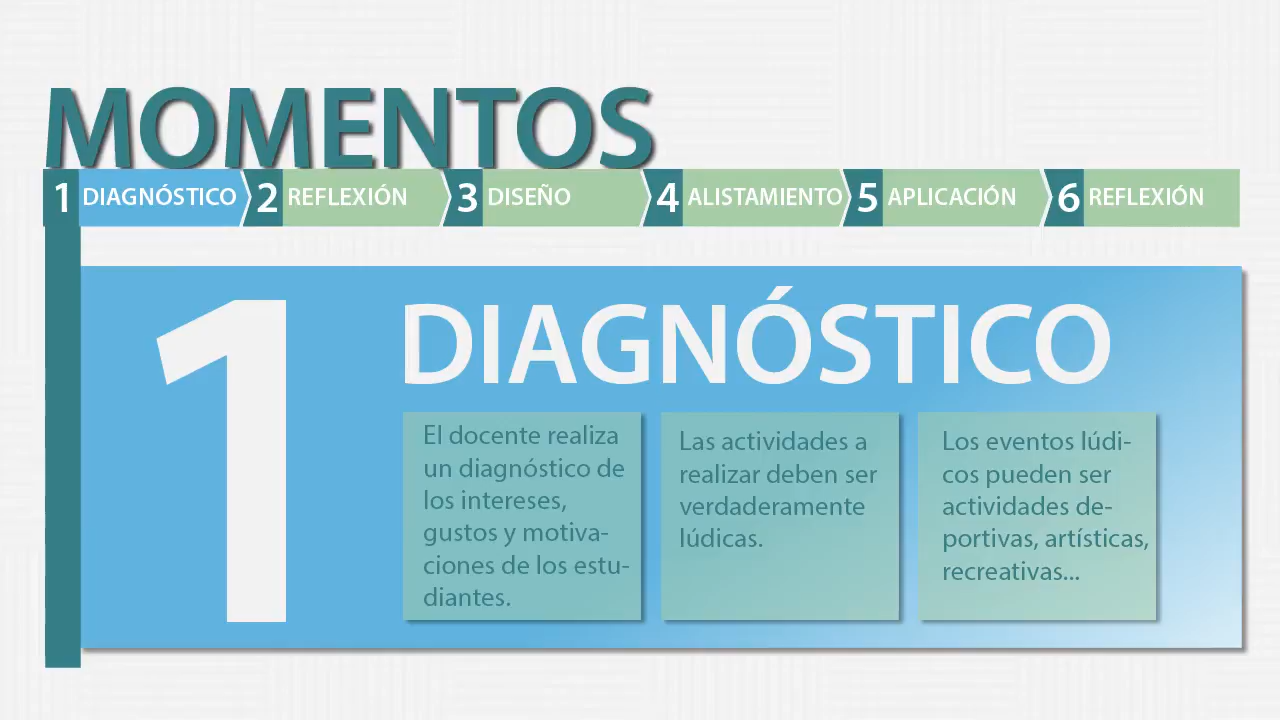 MOMENTOS
1 DIAGNÓSTICO 2 REFLEXIÓN 3 DISEÑO 4 ALISTAMIENTO 5 APLICACIÓN 6 REFLEXIÓN
1
DIAGNÓSTICO
El docente realiza
un diagnóstico de
los intereses,
gustos y motiva-
ciones de los estu-
diantes.
Las actividades a
realizar deben ser
verdaderamente
lúdicas.
Los eventos lúdi-
cos pueden ser
actividades de-
portivas, artísticas,
recreativas...